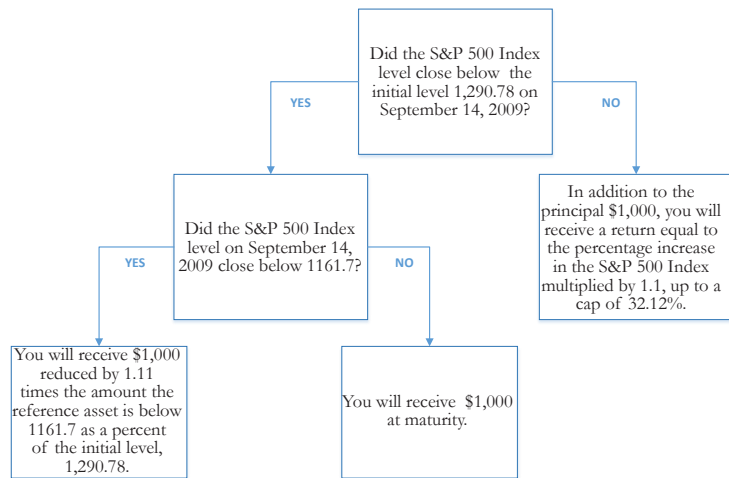 Did the S&P 500 Index
level close below the
initial level 1,290.78 on
September 14, 2009?
YES
NO
Did the S&P 500 Index
level on September 14,
2009 close below 1161.7?
In addition to the
principal $1,000, you will
receive a return equal to
the percentage increase
in the S&P 500 Index
multiplied by 1.1, up to a
cap of 32.12%.
YES
NO
You will receive $1,000
reduced by 1.11
times the amount the
reference asset is below
1161.7 as a percent
of the initial level,
1,290.78.
You will receive $1,000
at maturity.